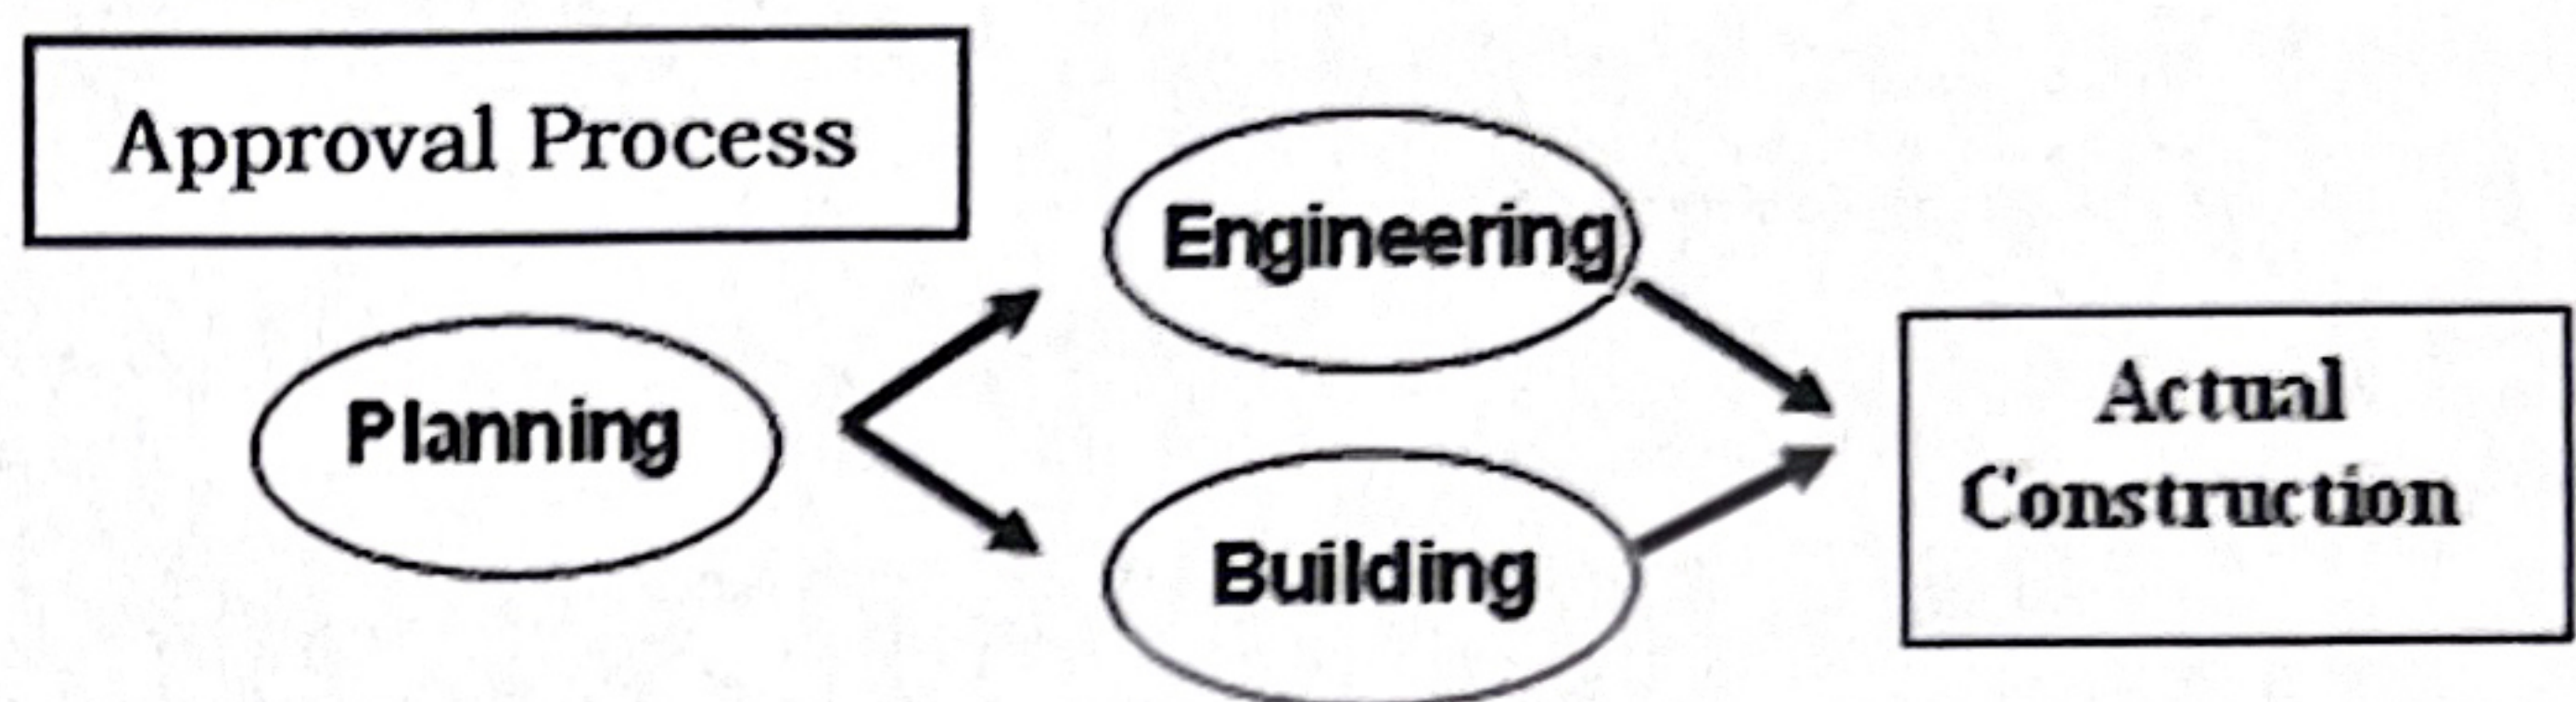 Approval Process
Engineering
Planning
Actual
Construction
Building